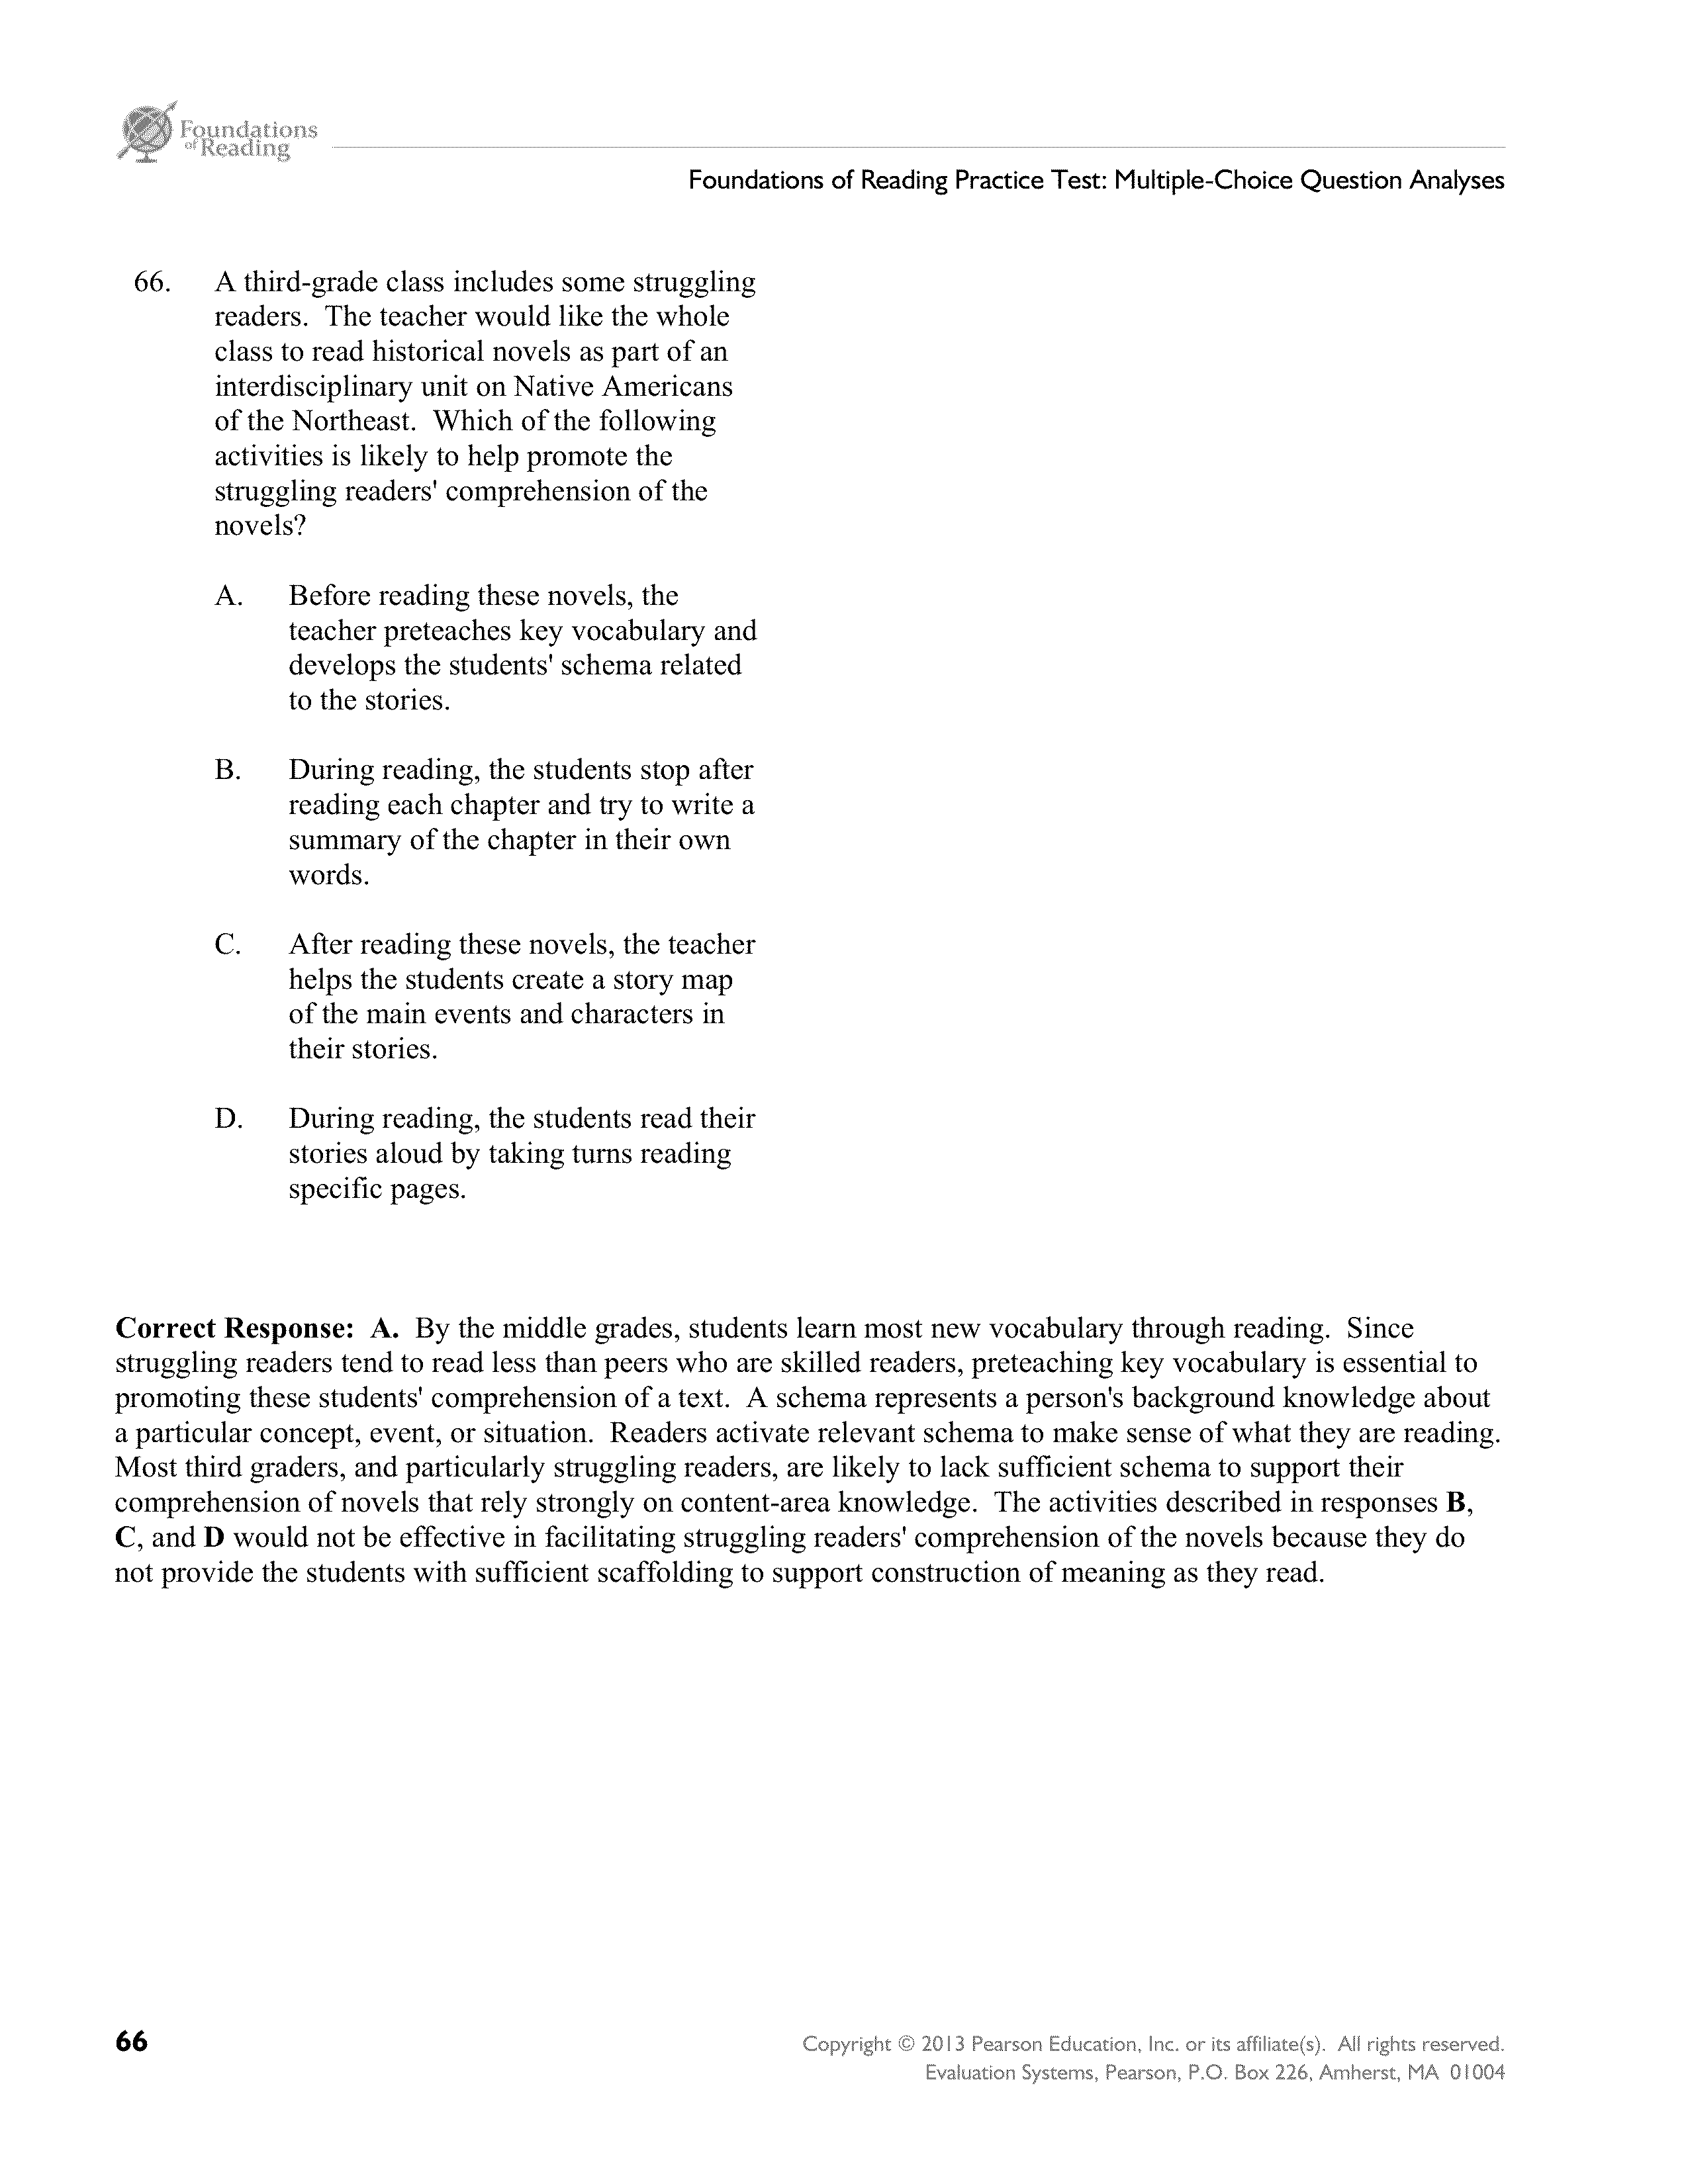 Foundations
of Reading
Foundations of Reading Practice Test: Multiple-Choice Question Analyses
66. A third-grade class includes some struggling
readers. The teacher would like the whole
class to read historical novels as part of an
interdisciplinary unit on Native Americans
of the Northeast. Which of the following
activities is likely to help promote the
struggling readers' comprehension of the
novels?
A. Before reading these novels, the
teacher preteaches key vocabulary and
develops the students' schema related
to the stories.
B. During reading, the students stop after
reading each chapter and try to write a
summary of the chapter in their own
words.
C. After reading these novels, the teacher
helps the students create a story map
of the main events and characters in
their stories.
D. During reading, the students read their
stories aloud by taking turns reading
specific pages.
Correct Response: A. By the middle grades, students learn most new vocabulary through reading. Since
struggling readers tend to read less than peers who are skilled readers, preteaching key vocabulary is essential to
promoting these students' comprehension of a text. A schema represents a person's background knowledge about
a particular concept, event, or situation. Readers activate relevant schema to make sense of what they are reading.
Most third graders, and particularly struggling readers, are likely to lack sufficient schema to support their
comprehension of novels that rely strongly on content-area knowledge. The activities described in responses B,
C, and D would not be effective in facilitating struggling readers' comprehension of the novels because they do
not provide the students with sufficient scaffolding to support construction of meaning as they read.
66
Copyright © 2013 Pearson Education, Inc. or its affiliate(s). All rights reserved.
Evaluation Systems, Pearson, P.O. Box 226, Amherst, MA 01004